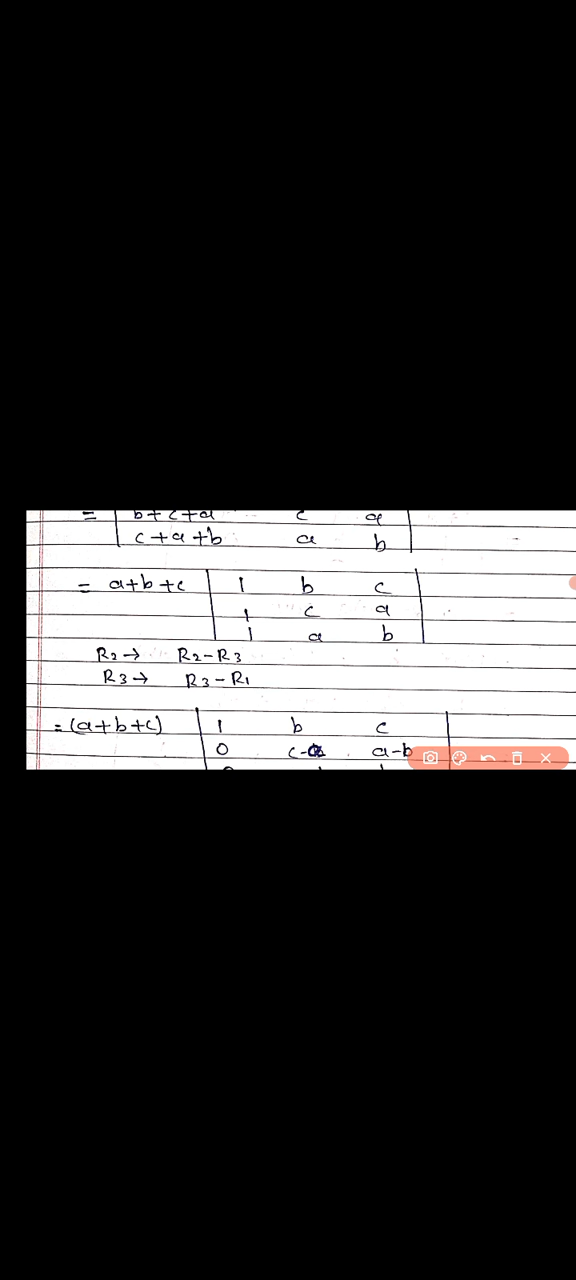 = | b+c+a c a |
| c+a+b a b |
= a+b+c | 1 b c |
| 1 c a |
| 1 a b |
R2 → R2-R3
R3 → R3-R1
=(a+b+c) | 1 b c |
| 0 c-a a-b